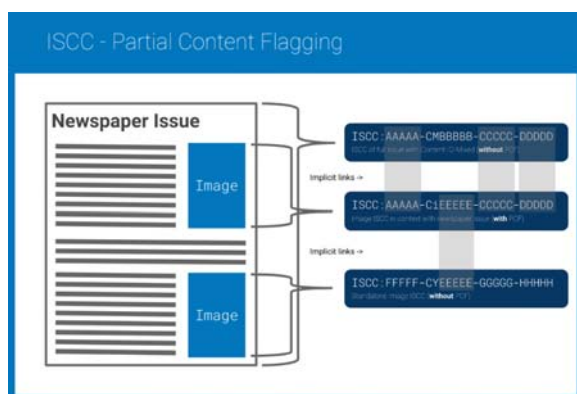 ISCC - Partial Content Flagging
Newspaper Issue
Image
Image
ISCC:AAAAA-CMBBBBB-CCCCC-DDDDD
ISCC of full issue with Content-ID Mixed (without PCF)
Implicit links ->
ISCC:AAAAA-CiEEEEE-CCCCC-DDDDD
Image ISCC in context with newspaper issue (with PCF)
Implicit links ->
ISCC:FFFFF-CYEEEEE-GGGGG-HHHHH
Standalone Image ISCC (without PCF)